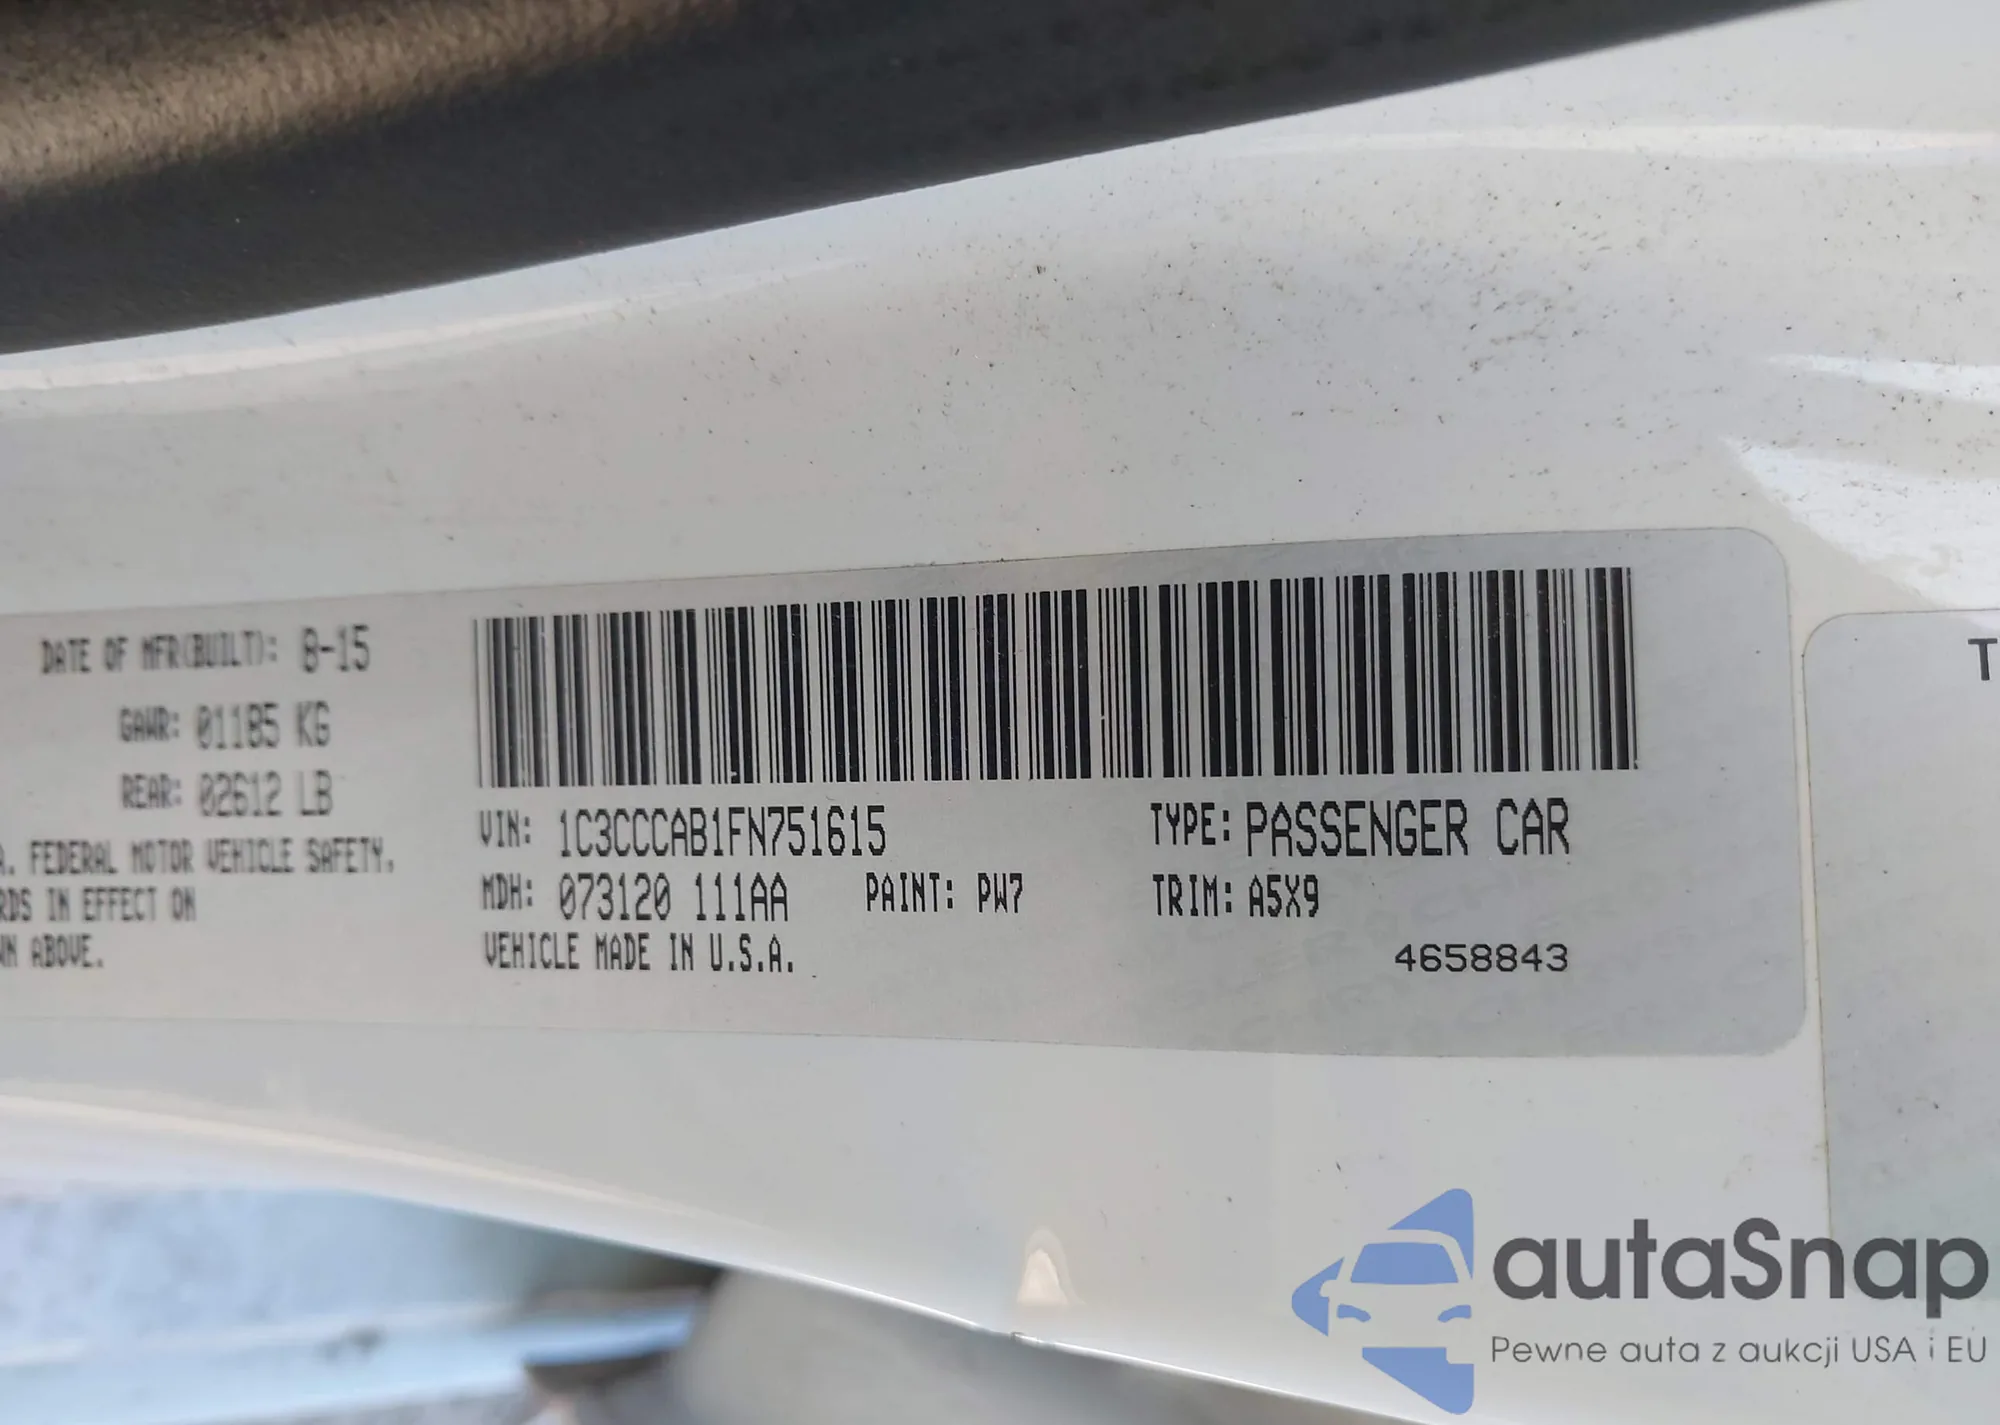 DATE OF MFR(BUILT): 8-15
GAWR: 01185 KG
REAR: 02612 LB
A. FEDERAL MOTOR VEHICLE SAFETY.
RDS IN EFFECT ON
WN ABOVE.
VIN: 1C3CCCAB1FN751615
TYPE: PASSENGER CAR
MDH: 073120 111AA
PAINT: PW7
TRIM: A5X9
VEHICLE MADE IN U.S.A.
4658843
T
autaSnap
Pewne auta z aukcji USA i EU